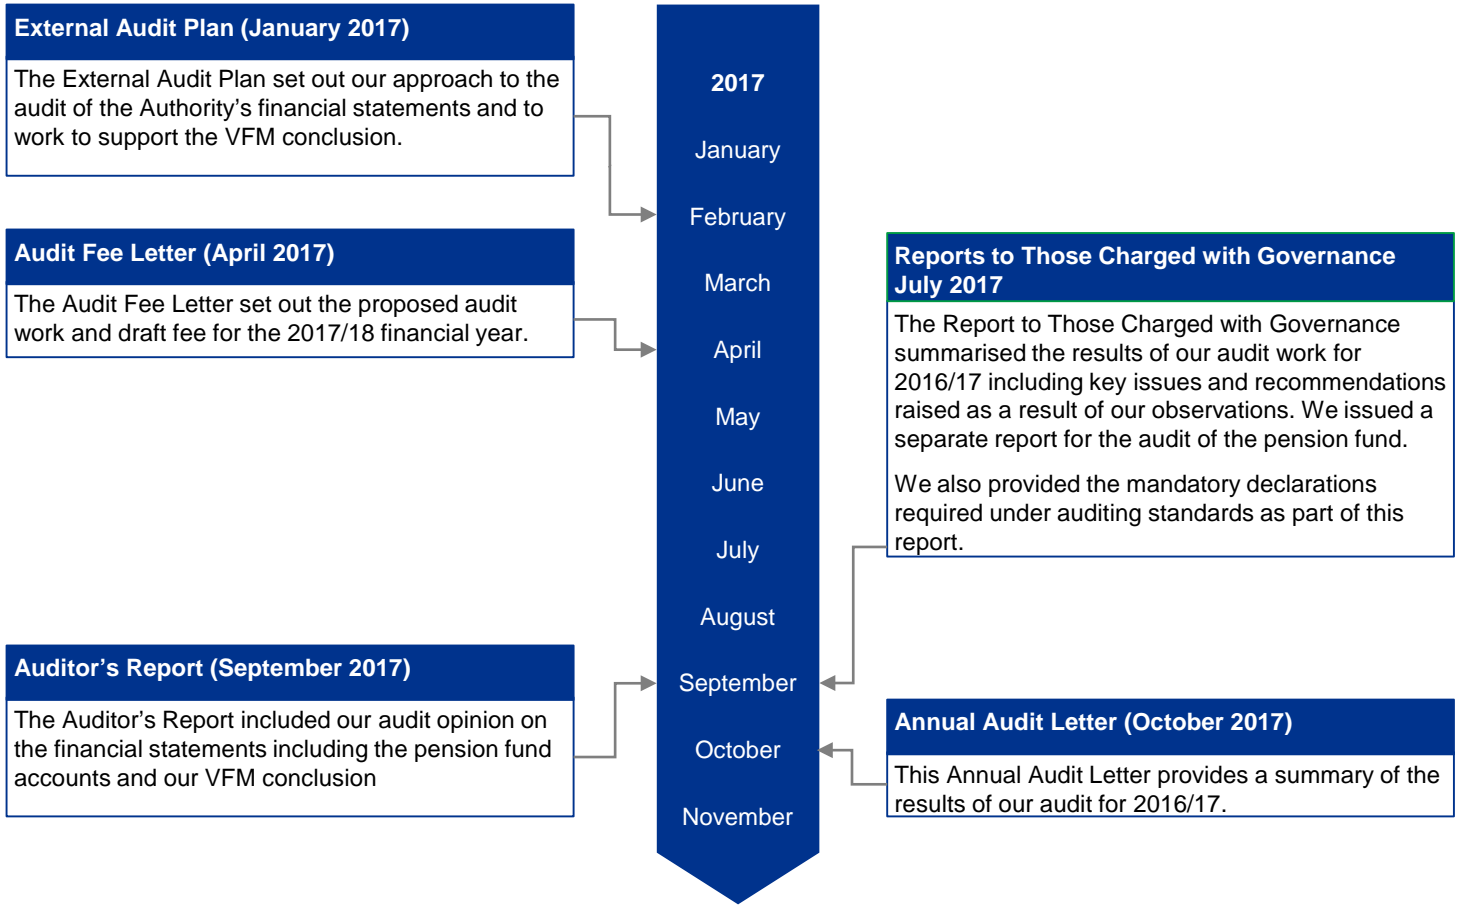 External Audit Plan (January 2017)
The External Audit Plan set out our approach to the
audit of the Authority’s financial statements and to
work to support the VFM conclusion.
Audit Fee Letter (April 2017)
The Audit Fee Letter set out the proposed audit
work and draft fee for the 2017/18 financial year.
Auditor’s Report (September 2017)
The Auditor’s Report included our audit opinion on
the financial statements including the pension fund
accounts and our VFM conclusion
2017
January
February
March
April
May
June
July
August
September
October
November
Reports to Those Charged with Governance
July 2017
The Report to Those Charged with Governance
summarised the results of our audit work for
2016/17 including key issues and recommendations
raised as a result of our observations. We issued a
separate report for the audit of the pension fund.
We also provided the mandatory declarations
required under auditing standards as part of this
report.
Annual Audit Letter (October 2017)
This Annual Audit Letter provides a summary of the
results of our audit for 2016/17.